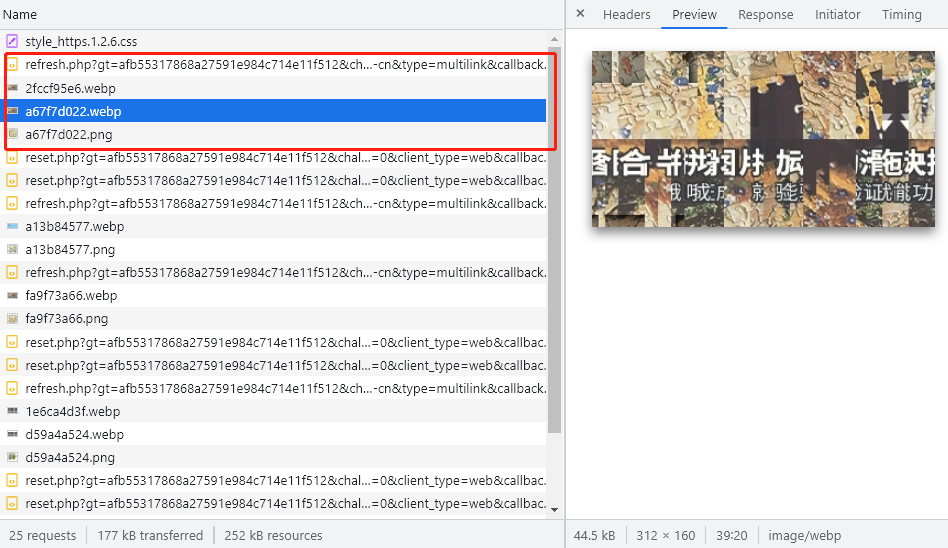 Name
style_https.1.2.6.css
refresh.php?gt=afb55317868a27591e984c714e11f512&ch...-cn&type=multilink&callback.
2fccf95e6.webp
a67f7d022.webp
a67f7d022.png
reset.php?gt=afb55317868a27591e984c714e11f512&chal...=0&client_type=web&callbac.
reset.php?gt=afb55317868a27591e984c714e11f512&chal...=0&client_type=web&callbac.
refresh.php?gt=afb55317868a27591e984c714e11f512&chal...=0&client_type=web&callbac.
a13b84577.webp
a13b84577.png
refresh.php?gt=afb55317868a27591e984c714e11f512&ch...-cn&type=multilink&callback.
fa9f73a66.webp
fa9f73a66.png
reset.php?gt=afb55317868a27591e984c714e11f512&chal...=0&client_type=web&callbac.
reset.php?gt=afb55317868a27591e984c714e11f512&chal...=0&client_type=web&callbac.
refresh.php?gt=afb55317868a27591e984c714e11f512&ch...-cn&type=multilink&callback.
1e6ca4d3f.webp
d59a4a524.webp
d59a4a524.png
reset.php?gt=afb55317868a27591e984c714e11f512&chal...=0&client_type=web&callbac.
reset.php?gt=afb55317868a27591e984c714e11f512&chal...=0&client_type=web&callbac.
25 requests 177 kB transferred 252 kB resources
× Headers Preview Response Initiator Timing
44.5 kB 312 × 160 39:20 image/webp